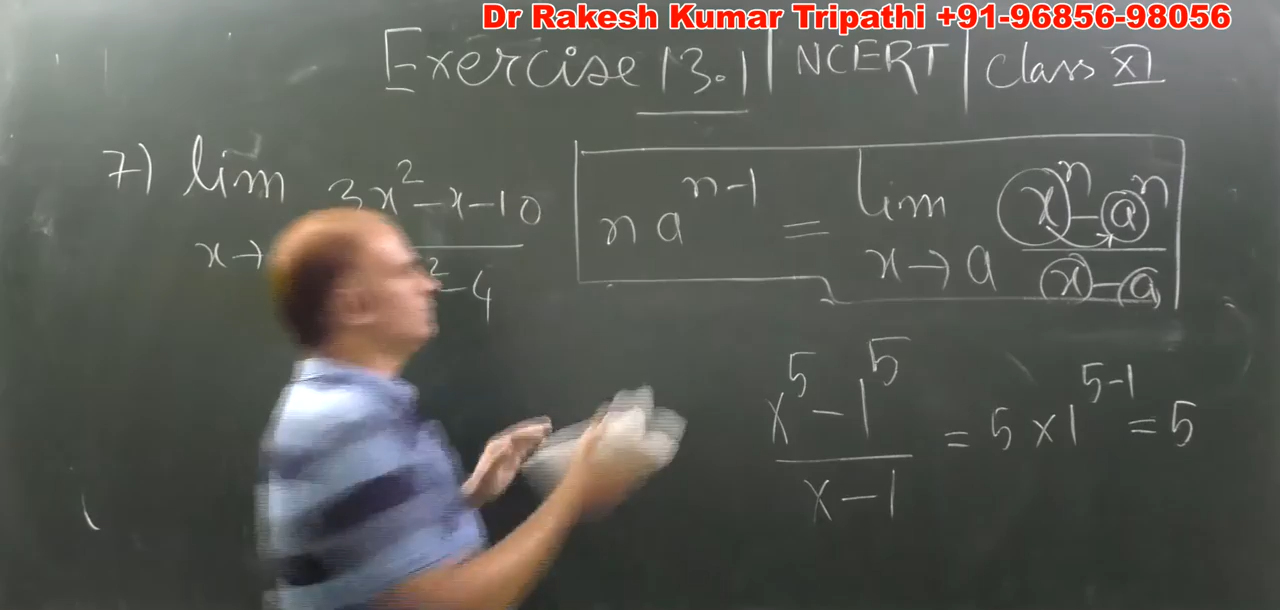 Dr Rakesh Kumar Tripathi +91-96856-98056
Exercise 13.1 | NCERT | Class XI
7) lim 3x² - x - 10
x → ² - 4
n a^(n-1) = lim x^n - a^n
x → a x - a
x^5 - 1^5 = 5 × 1^(5-1) = 5
x - 1